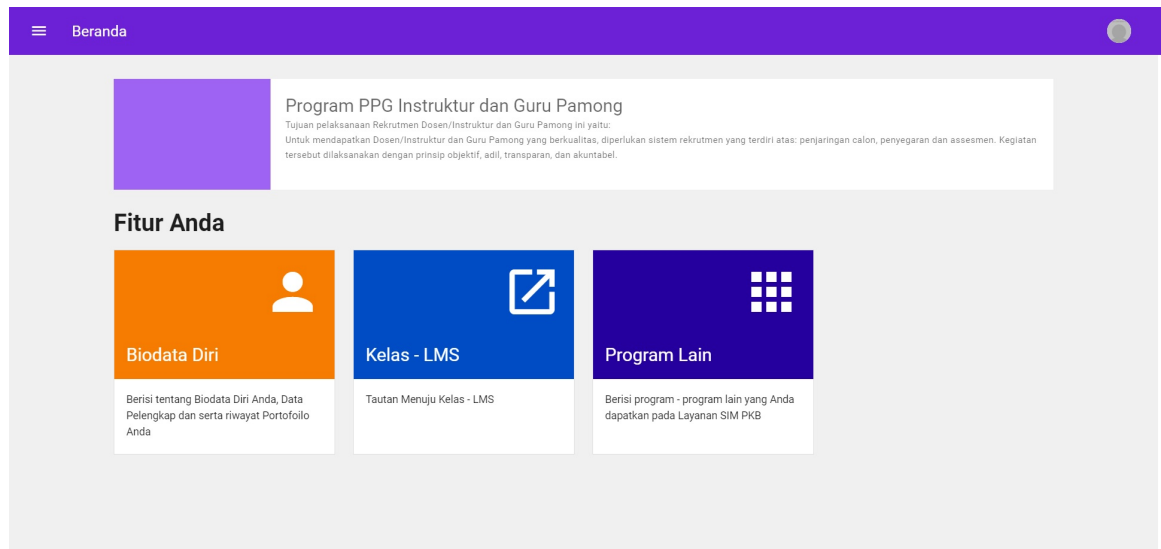 Beranda
Program PPG Instruktur dan Guru Pamong
Tujuan pelaksanaan Rekrutmen Dosen/Instruktur dan Guru Pamong ini yaitu:
Untuk mendapatkan Dosen/Instruktur dan Guru Pamong yang berkualitas, diperlukan sistem rekrutmen yang terdiri atas: penjaringan calon, penyegaran dan assesmen. Kegiatan
tersebut dilaksanakan dengan prinsip objektif, adil, transparan, dan akuntabel.
Fitur Anda
Biodata Diri
Berisi tentang Biodata Diri Anda, Data
Pelengkap dan serta riwayat Portofoilo
Anda
Kelas - LMS
Tautan Menuju Kelas - LMS
Program Lain
Berisi program - program lain yang Anda
dapatkan pada Layanan SIM PKB